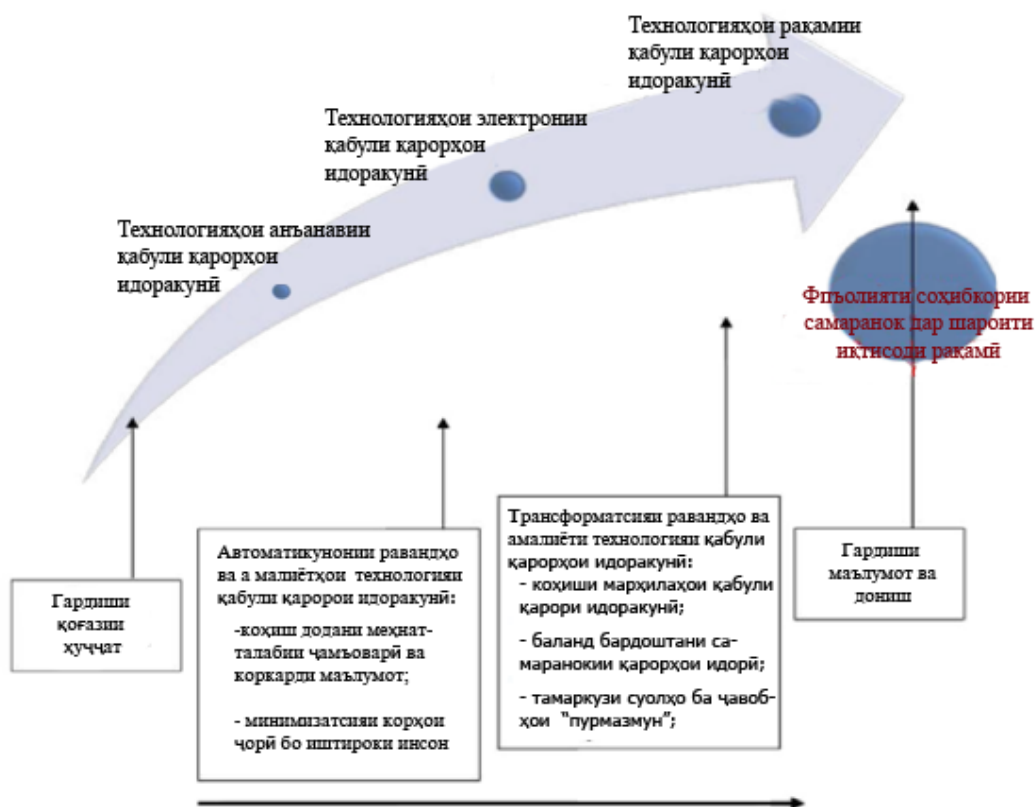 Технологияҳои рақамии
қабули қарорҳои
идоракунӣ
Технологияҳои электронии
қабули қарорҳои
идоракунӣ
Технологияҳои анъанавии
қабули қарорҳои
идоракунӣ
Фпъолияти соҳибкории
самаранок дар шароити
иқтисоди рақамӣ
Гардиши
қоғазии
ҳуҷҷат
Автоматикунонии равандҳо
ва а малиётҳои технологияи
қабули қаророи идоракунӣ:
-коҳиш додани меҳнат-
талабии ҷамъоварӣ ва
коркарди маълумот;
- минимизатсияи корҳои
ҷорӣ бо иштироки инсон
Трансформатсияи равандҳо ва
амалиёти технологияи қабули
қарорҳои идоракунӣ:
- коҳиши марҳилаҳои қабули
қарори идоракунӣ;
- баланд бардоштани са-
маранокии қарорҳои идорӣ;
- тамаркузи суолҳо ба ҷавоб-
ҳои “пурмазмун”;
Гардиши
маълумот ва
дониш